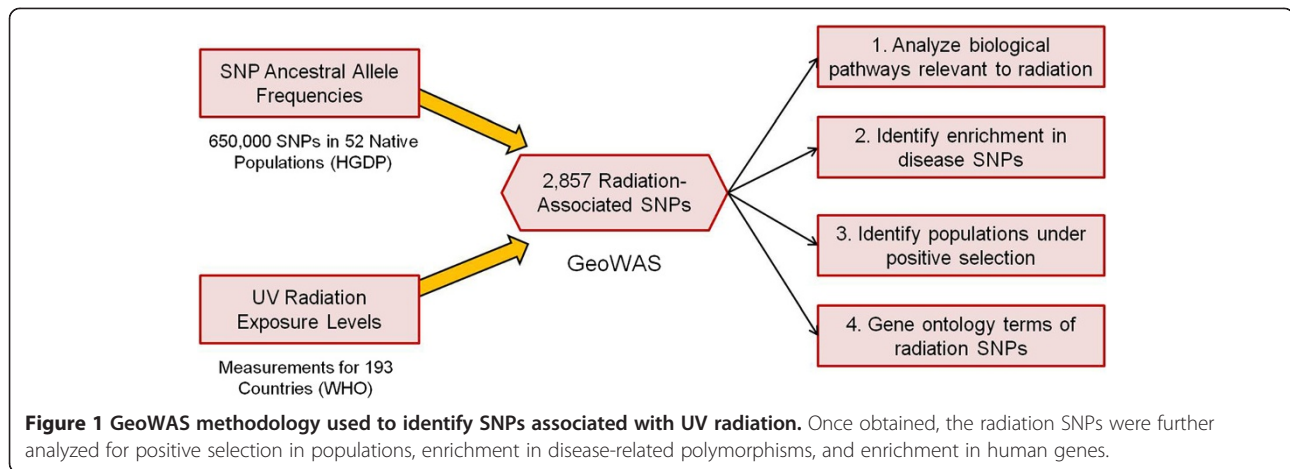 SNP Ancestral Allele
Frequencies
650,000 SNPs in 52 Native
Populations (HGDP)
UV Radiation
Exposure Levels
Measurements for 193
Countries (WHO)
2,857 Radiation-
Associated SNPs
GeoWAS
1. Analyze biological
pathways relevant to radiation
2. Identify enrichment in
disease SNPs
3. Identify populations under
positive selection
4. Gene ontology terms of
radiation SNPs
Figure 1 GeoWAS methodology used to identify SNPs associated with UV radiation. Once obtained, the radiation SNPs were further
analyzed for positive selection in populations, enrichment in disease-related polymorphisms, and enrichment in human genes.